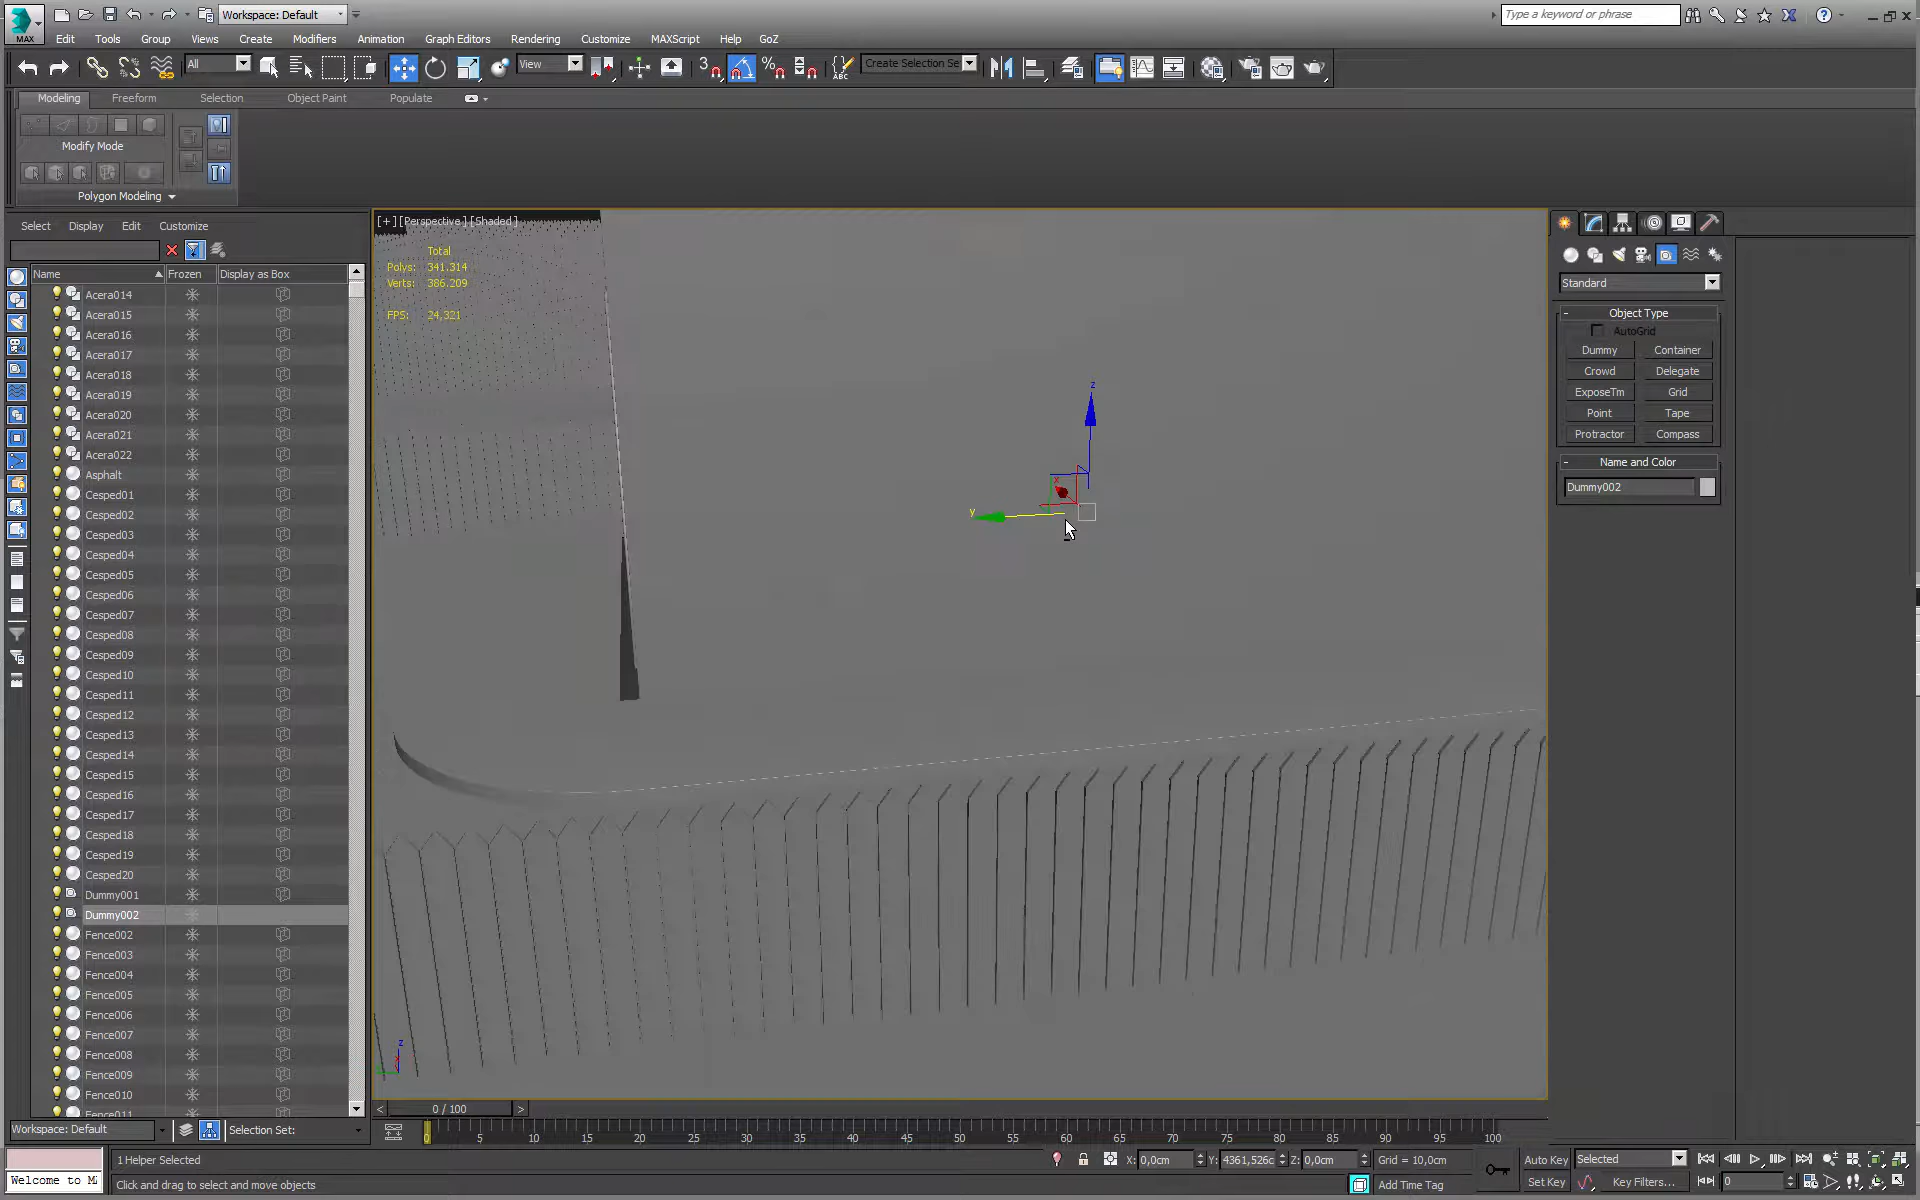 Workspace: Default
Type a keyword or phrase
MAX
Edit Tools Group Views Create Modifiers Animation Graph Editors Rendering Customize MAXScript Help GoZ
All
View
3
ABC
Create Selection Se
Modeling Freeform Selection Object Paint Populate
Modify Mode
Polygon Modeling
Select Display Edit Customize
Name Frozen Display as Box
Acera014
Acera015
Acera016
Acera017
Acera018
Acera019
Acera020
Acera021
Acera022
Asphalt
Cesped01
Cesped02
Cesped03
Cesped04
Cesped05
Cesped06
Cesped07
Cesped08
Cesped09
Cesped10
Cesped11
Cesped12
Cesped13
Cesped14
Cesped15
Cesped16
Cesped17
Cesped18
Cesped19
Cesped20
Dummy001
Dummy002
Fence002
Fence003
Fence004
Fence005
Fence006
Fence007
Fence008
Fence009
Fence010
Fence011
[+][Perspective][Shaded]
Total
Polys: 341.314
Verts: 386.209
FPS: 24,321
z
x
y
z
Standard
- Object Type
AutoGrid
Dummy Container
Crowd Delegate
ExposeTm Grid
Point Tape
Protractor Compass
- Name and Color
Dummy002
< 0 / 100 >
Workspace: Default Selection Set:
0 5 10 15 20 25 30 35 40 45 50 55 60 65 70 75 80 85 90 95 100
1 Helper Selected
X: 0,0cm Y: 4361,526c Z: 0,0cm Grid = 10,0cm
Auto Key Selected
Welcome to M
Click and drag to select and move objects
Add Time Tag
Set Key Key Filters... 0